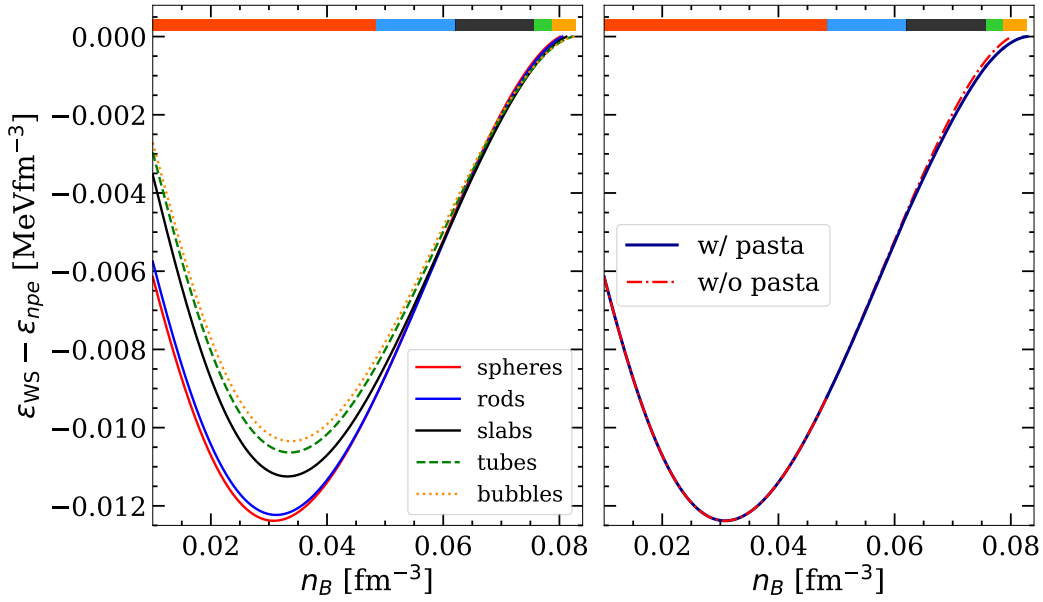 0.000
−0.002
−0.004
−0.006
−0.008
−0.010
−0.012
ε_WS − ε_npe [MeVfm⁻³]
spheres
rods
slabs
tubes
bubbles
0.02 0.04 0.06 0.08
n_B [fm⁻³]
w/ pasta
w/o pasta
0.02 0.04 0.06 0.08
n_B [fm⁻³]